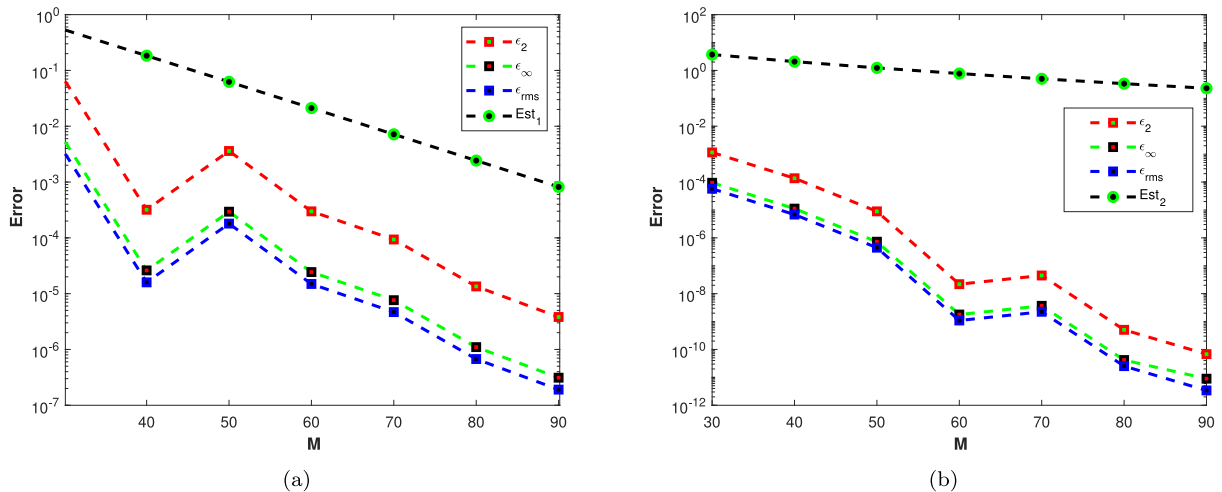 10^0
10^-1
10^-2
10^-3
10^-4
10^-5
10^-6
10^-7
Error
40 50 60 70 80 90
M
ϵ_2
ϵ_∞
ϵ_rms
Est_1
(a)
10^2
10^0
10^-2
10^-4
10^-6
10^-8
10^-10
10^-12
Error
30 40 50 60 70 80 90
M
ϵ_2
ϵ_∞
ϵ_rms
Est_2
(b)